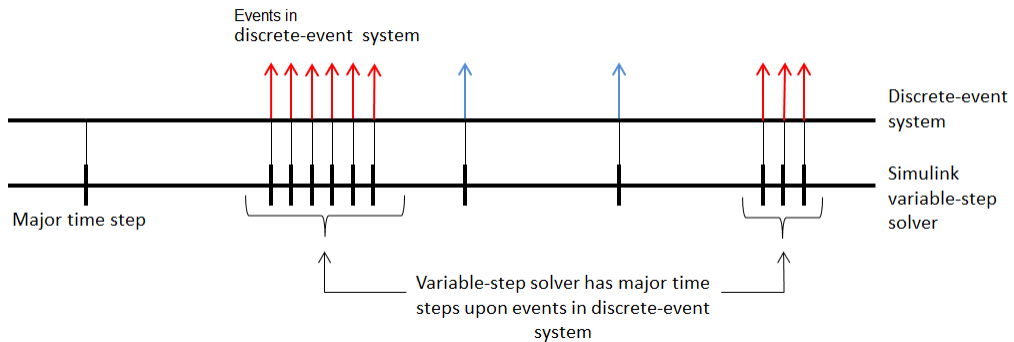 Events in
discrete-event system
Discrete-event
system
Simulink
variable-step
solver
Major time step
Variable-step solver has major time
steps upon events in discrete-event
system